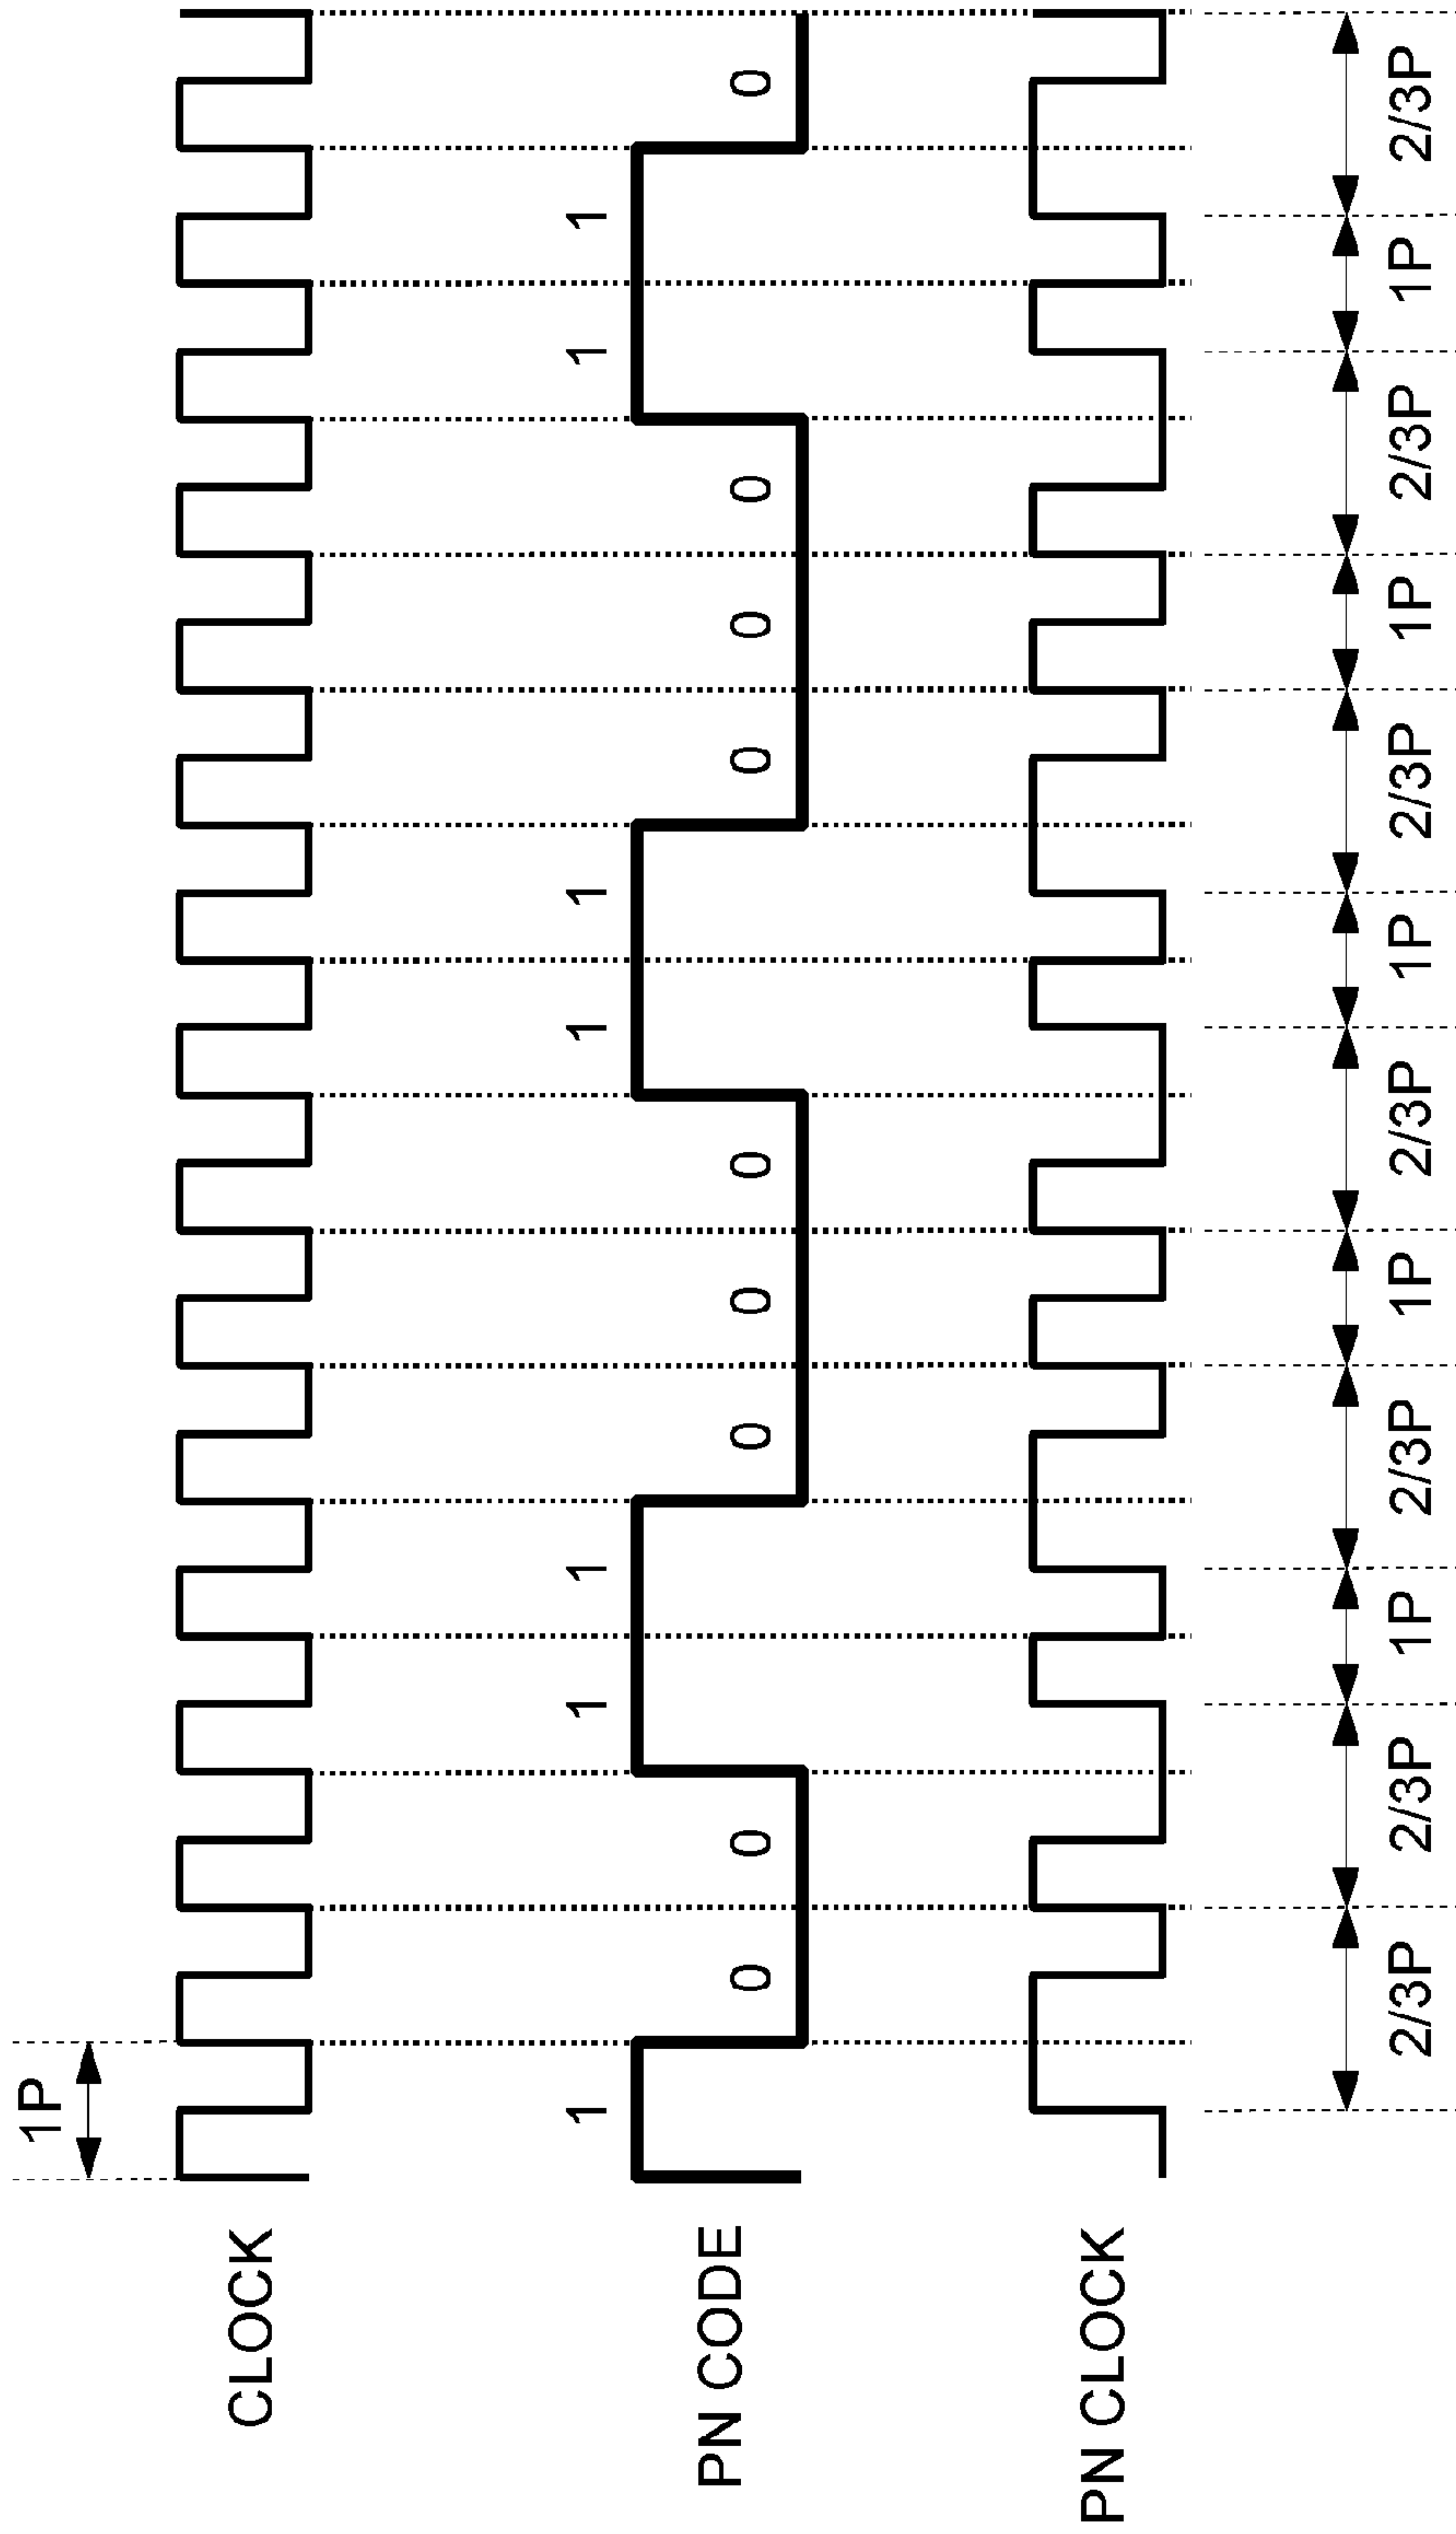 1P
CLOCK
PN CODE 1 0 0 1 1 0 0 0 1 1 0 0 0 1 1 0
PN CLOCK
2/3P 2/3P 1P 2/3P 1P 2/3P 1P 2/3P 1P 2/3P 1P 2/3P